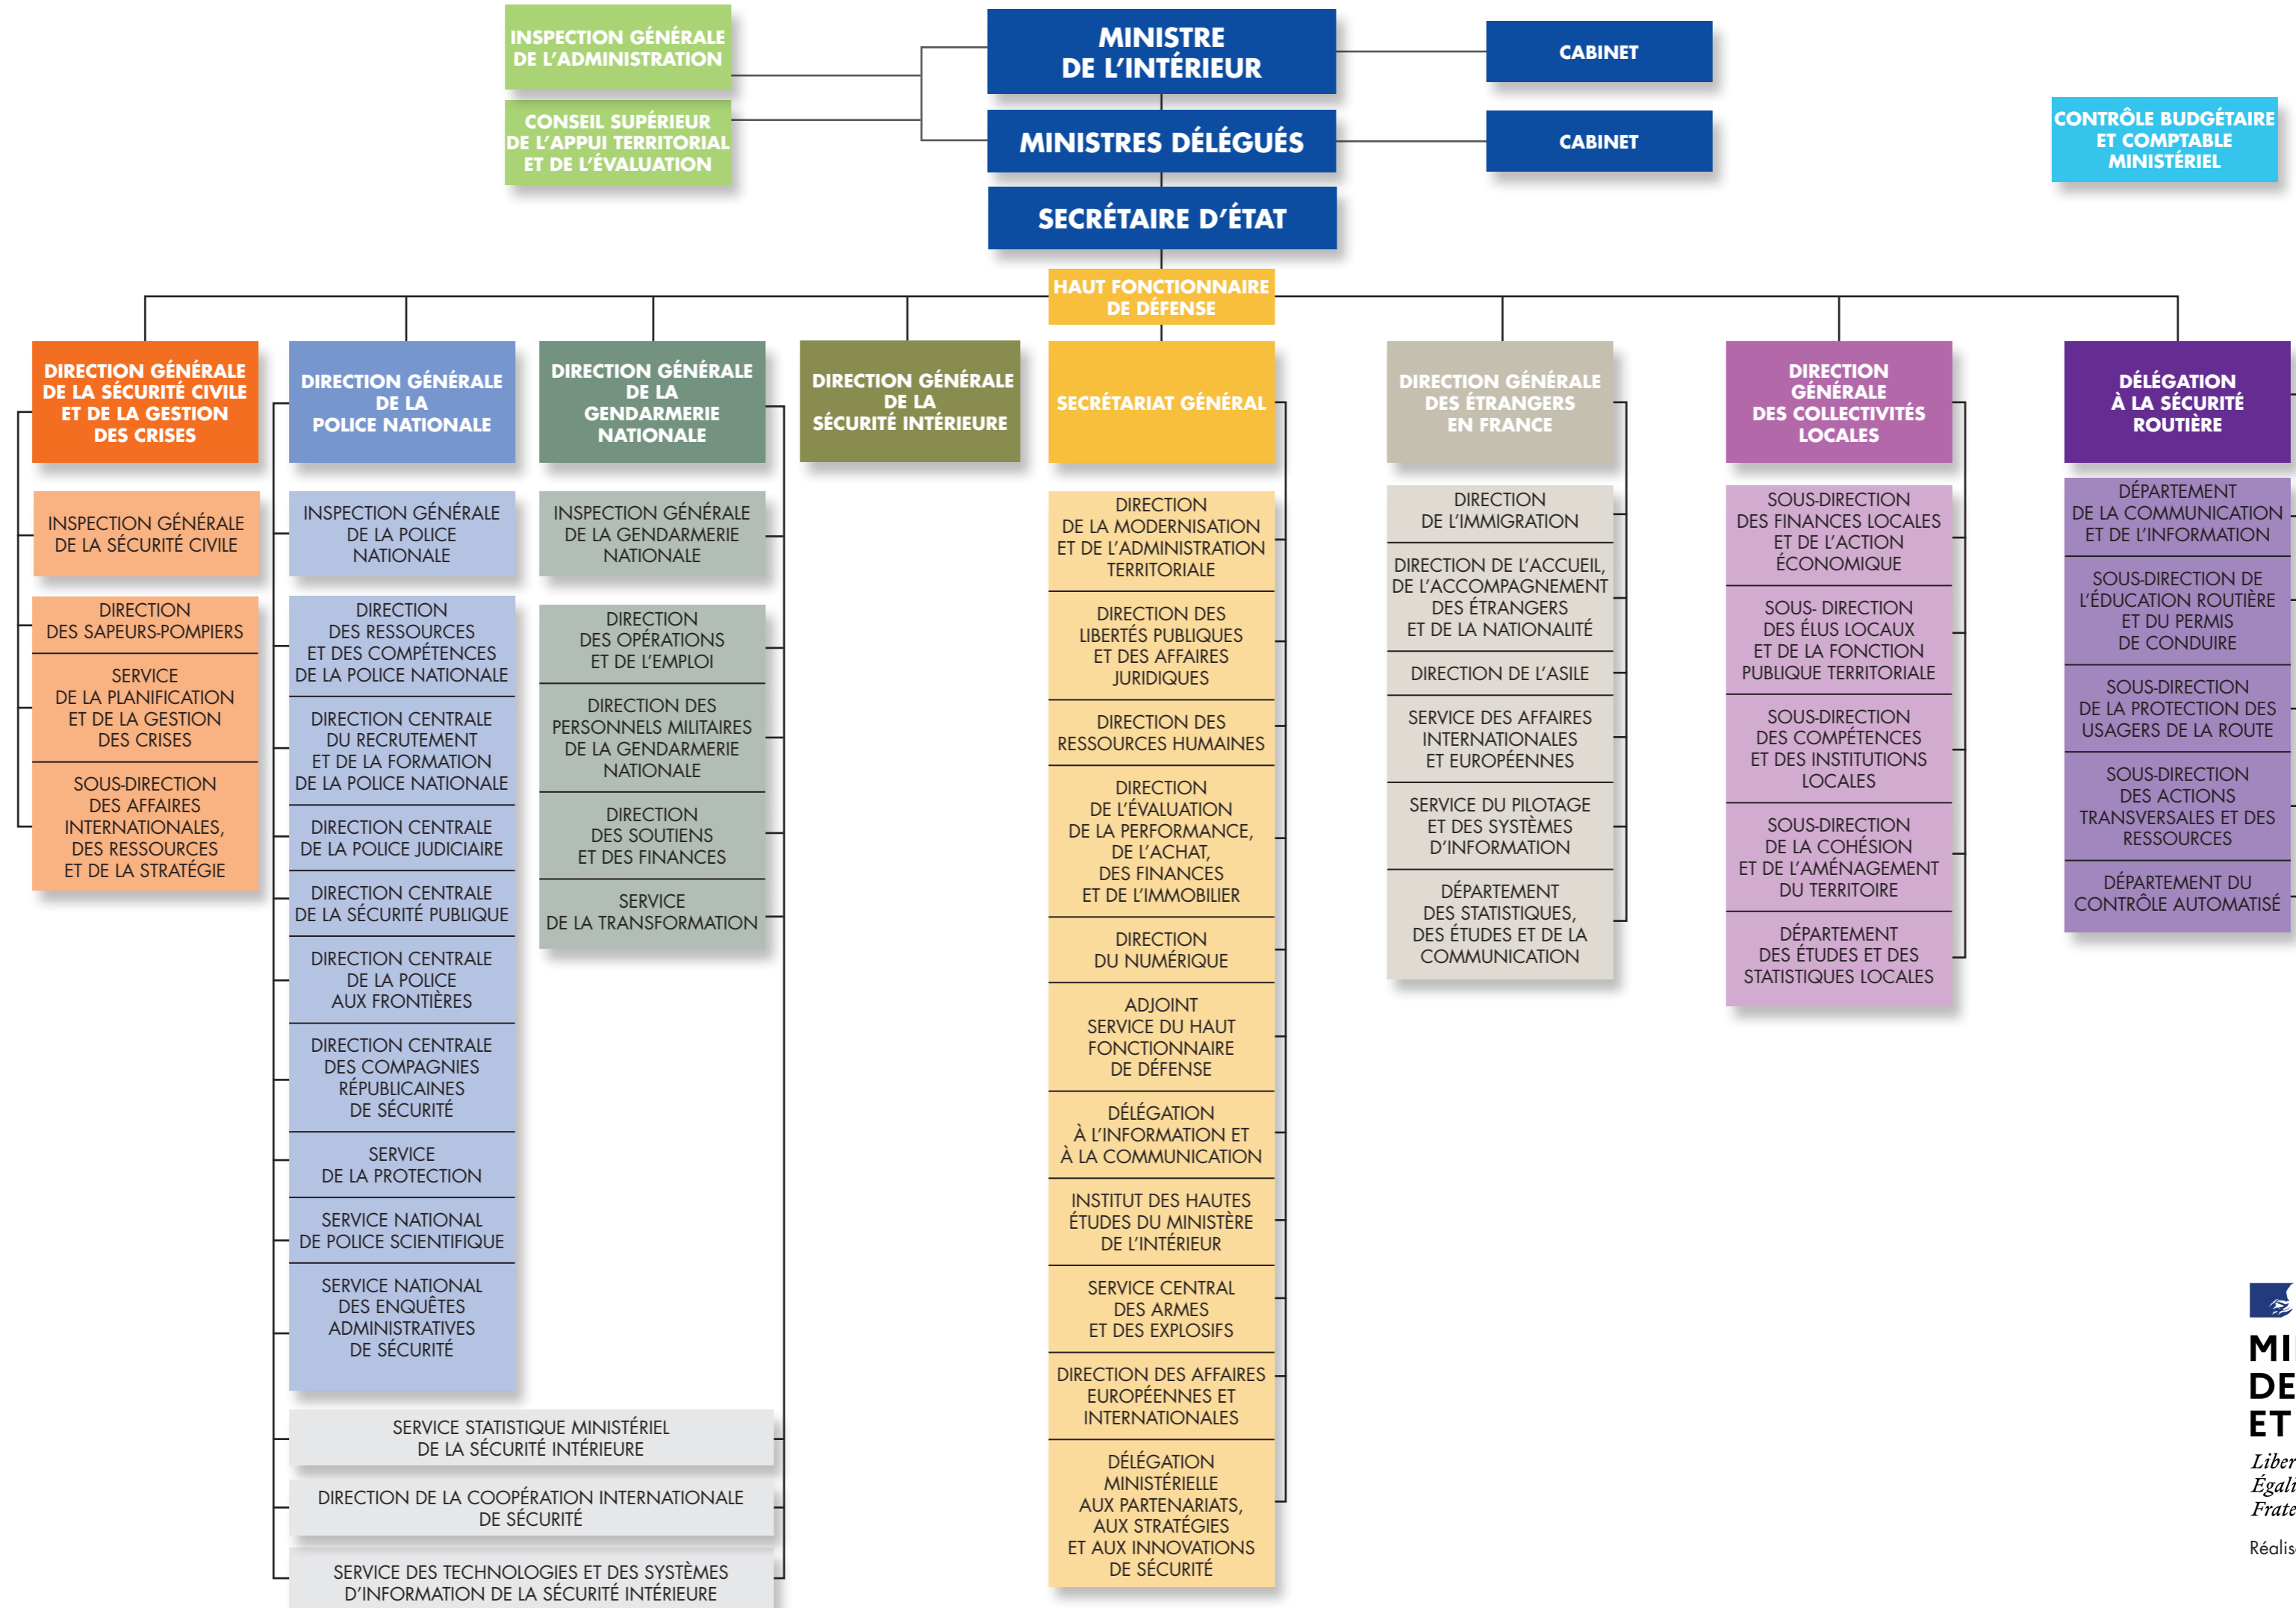 INSPECTION GÉNÉRALE
DE L'ADMINISTRATION
CONSEIL SUPÉRIEUR
DE L'APPUI TERRITORIAL
ET DE L'ÉVALUATION
MINISTRE
DE L'INTÉRIEUR
CABINET
MINISTRES DÉLÉGUÉS
CABINET
SECRÉTAIRE D'ÉTAT
CONTRÔLE BUDGÉTAIRE
ET COMPTABLE
MINISTÉRIEL
HAUT FONCTIONNAIRE
DE DÉFENSE
DIRECTION GÉNÉRALE
DE LA SÉCURITÉ CIVILE
ET DE LA GESTION
DES CRISES
INSPECTION GÉNÉRALE
DE LA SÉCURITÉ CIVILE
DIRECTION
DES SAPEURS-POMPIERS
SERVICE
DE LA PLANIFICATION
ET DE LA GESTION
DES CRISES
SOUS-DIRECTION
DES AFFAIRES
INTERNATIONALES,
DES RESSOURCES
ET DE LA STRATÉGIE
DIRECTION GÉNÉRALE
DE LA
POLICE NATIONALE
INSPECTION GÉNÉRALE
DE LA POLICE
NATIONALE
DIRECTION
DES RESSOURCES
ET DES COMPÉTENCES
DE LA POLICE NATIONALE
DIRECTION CENTRALE
DU RECRUTEMENT
ET DE LA FORMATION
DE LA POLICE NATIONALE
DIRECTION CENTRALE
DE LA POLICE JUDICIAIRE
DIRECTION CENTRALE
DE LA SÉCURITÉ PUBLIQUE
DIRECTION CENTRALE
DE LA POLICE
AUX FRONTIÈRES
DIRECTION CENTRALE
DES COMPAGNIES
RÉPUBLICAINES
DE SÉCURITÉ
SERVICE
DE LA PROTECTION
SERVICE NATIONAL
DE POLICE SCIENTIFIQUE
SERVICE NATIONAL
DES ENQUÊTES
ADMINISTRATIVES
DE SÉCURITÉ
DIRECTION GÉNÉRALE
DE LA
GENDARMERIE
NATIONALE
INSPECTION GÉNÉRALE
DE LA GENDARMERIE
NATIONALE
DIRECTION
DES OPÉRATIONS
ET DE L'EMPLOI
DIRECTION DES
PERSONNELS MILITAIRES
DE LA GENDARMERIE
NATIONALE
DIRECTION
DES SOUTIENS
ET DES FINANCES
SERVICE
DE LA TRANSFORMATION
SERVICE STATISTIQUE MINISTÉRIEL
DE LA SÉCURITÉ INTÉRIEURE
DIRECTION DE LA COOPÉRATION INTERNATIONALE
DE SÉCURITÉ
SERVICE DES TECHNOLOGIES ET DES SYSTÈMES
D'INFORMATION DE LA SÉCURITÉ INTÉRIEURE
DIRECTION GÉNÉRALE
DE LA
SÉCURITÉ INTÉRIEURE
SECRÉTARIAT GÉNÉRAL
DIRECTION
DE LA MODERNISATION
ET DE L'ADMINISTRATION
TERRITORIALE
DIRECTION DES
LIBERTÉS PUBLIQUES
ET DES AFFAIRES
JURIDIQUES
DIRECTION DES
RESSOURCES HUMAINES
DIRECTION
DE L'ÉVALUATION
DE LA PERFORMANCE,
DE L'ACHAT,
DES FINANCES
ET DE L'IMMOBILIER
DIRECTION
DU NUMÉRIQUE
ADJOINT
SERVICE DU HAUT
FONCTIONNAIRE
DE DÉFENSE
DÉLÉGATION
À L'INFORMATION ET
À LA COMMUNICATION
INSTITUT DES HAUTES
ÉTUDES DU MINISTÈRE
DE L'INTÉRIEUR
SERVICE CENTRAL
DES ARMES
ET DES EXPLOSIFS
DIRECTION DES AFFAIRES
EUROPÉENNES ET
INTERNATIONALES
DÉLÉGATION
MINISTÉRIELLE
AUX PARTENARIATS,
AUX STRATÉGIES
ET AUX INNOVATIONS
DE SÉCURITÉ
DIRECTION GÉNÉRALE
DES ÉTRANGERS
EN FRANCE
DIRECTION
DE L'IMMIGRATION
DIRECTION DE L'ACCUEIL,
DE L'ACCOMPAGNEMENT
DES ÉTRANGERS
ET DE LA NATIONALITÉ
DIRECTION DE L'ASILE
SERVICE DES AFFAIRES
INTERNATIONALES
ET EUROPÉENNES
SERVICE DU PILOTAGE
ET DES SYSTÈMES
D'INFORMATION
DÉPARTEMENT
DES STATISTIQUES,
DES ÉTUDES ET DE LA
COMMUNICATION
DIRECTION
GÉNÉRALE
DES COLLECTIVITÉS
LOCALES
SOUS-DIRECTION
DES FINANCES LOCALES
ET DE L'ACTION
ÉCONOMIQUE
SOUS- DIRECTION
DES ÉLUS LOCAUX
ET DE LA FONCTION
PUBLIQUE TERRITORIALE
SOUS-DIRECTION
DES COMPÉTENCES
ET DES INSTITUTIONS
LOCALES
SOUS-DIRECTION
DE LA COHÉSION
ET DE L'AMÉNAGEMENT
DU TERRITOIRE
DÉPARTEMENT
DES ÉTUDES ET DES
STATISTIQUES LOCALES
DÉLÉGATION
À LA SÉCURITÉ
ROUTIÈRE
DÉPARTEMENT
DE LA COMMUNICATION
ET DE L'INFORMATION
SOUS-DIRECTION DE
L'ÉDUCATION ROUTIÈRE
ET DU PERMIS
DE CONDUIRE
SOUS-DIRECTION
DE LA PROTECTION DES
USAGERS DE LA ROUTE
SOUS-DIRECTION
DES ACTIONS
TRANSVERSALES ET DES
RESSOURCES
DÉPARTEMENT DU
CONTRÔLE AUTOMATISÉ
DE
ET